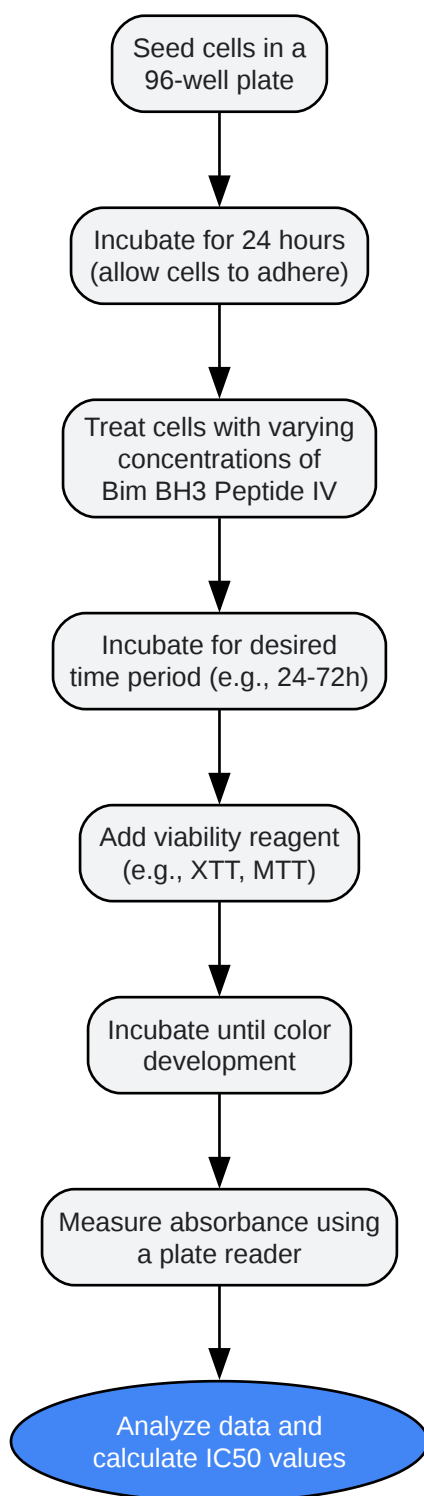 Seed cells in a
96-well plate
Incubate for 24 hours
(allow cells to adhere)
Treat cells with varying
concentrations of
Bim BH3 Peptide IV
Incubate for desired
time period (e.g., 24-72h)
Add viability reagent
(e.g., XTT, MTT)
Incubate until color
development
Measure absorbance using
a plate reader
Analyze data and
calculate IC50 values